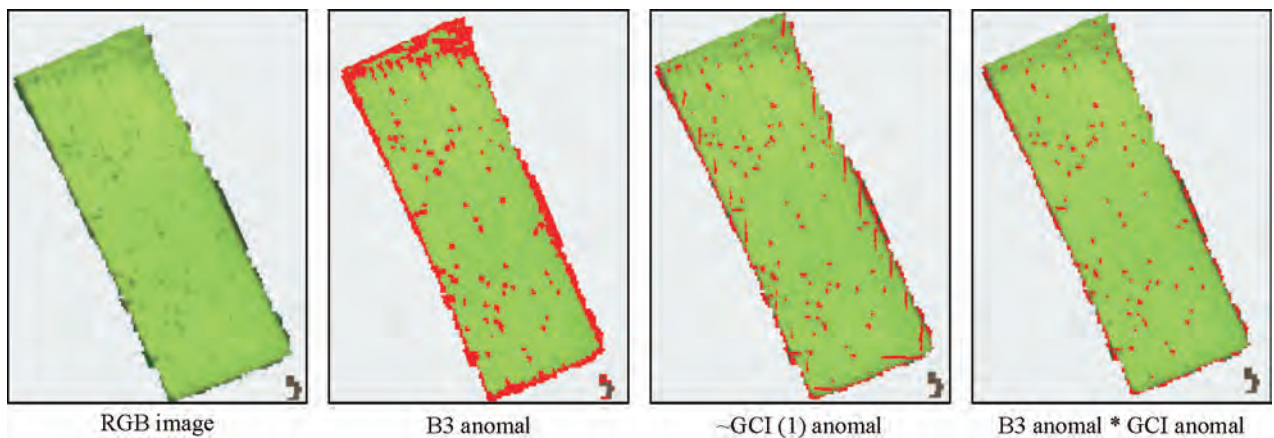 RGB image
B3 anomal
~GCI (1) anomal
B3 anomal * GCI anomal